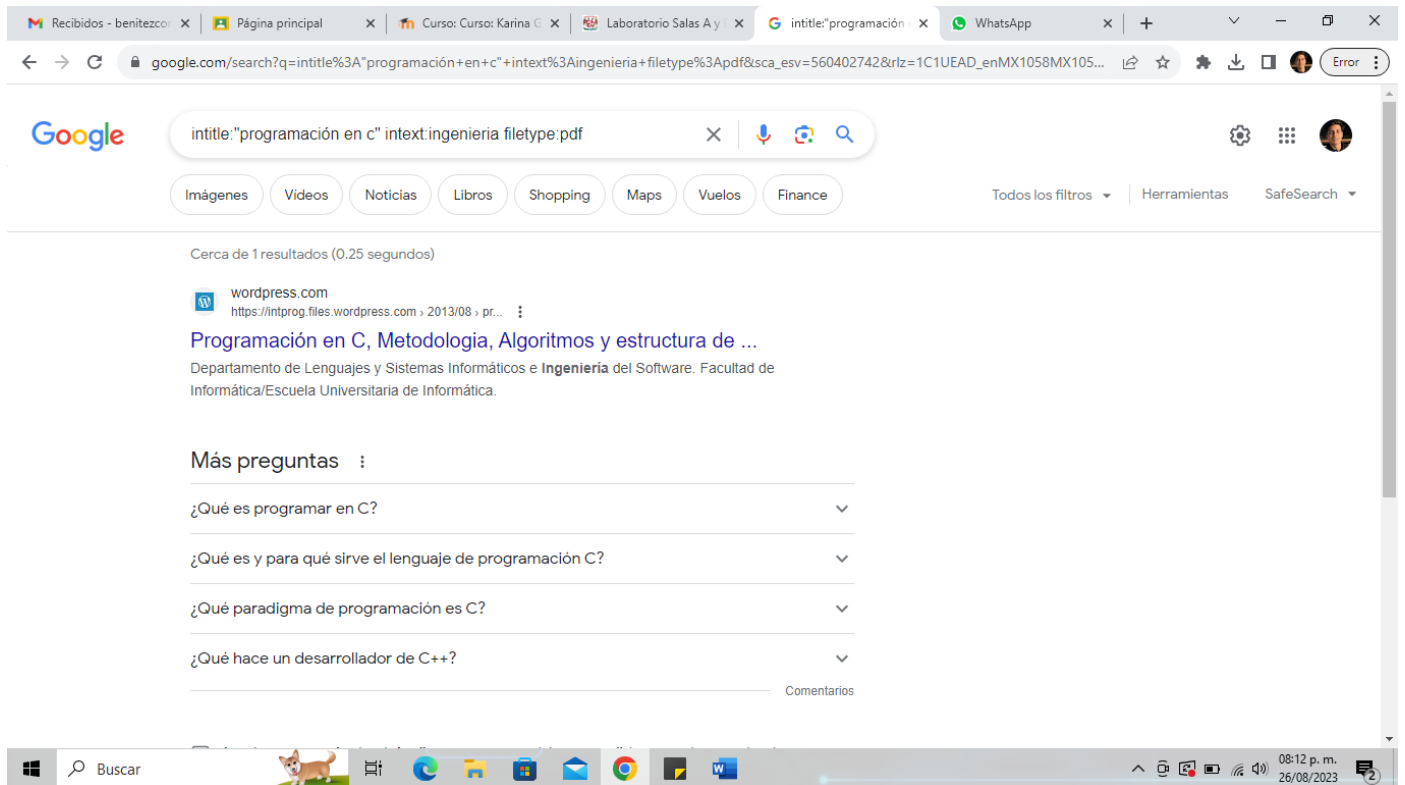 Recibidos - benitezcor
Página principal
Curso: Curso: Karina G
Laboratorio Salas A y
intitle:"programación
WhatsApp
google.com/search?q=intitle%3A"programación+en+c"+intext%3Aingenieria+filetype%3Apdf&sca_esv=560402742&rlz=1C1UEAD_enMX1058MX105...
Error
Google
intitle:"programación en c" intext:ingenieria filetype:pdf
Imágenes
Vídeos
Noticias
Libros
Shopping
Maps
Vuelos
Finance
Todos los filtros
Herramientas
SafeSearch
Cerca de 1 resultados (0.25 segundos)
wordpress.com
https://intprog.files.wordpress.com › 2013/08 › pr...
Programación en C, Metodologia, Algoritmos y estructura de ...
Departamento de Lenguajes y Sistemas Informáticos e Ingeniería del Software. Facultad de
Informática/Escuela Universitaria de Informática.
Más preguntas
¿Qué es programar en C?
¿Qué es y para qué sirve el lenguaje de programación C?
¿Qué paradigma de programación es C?
¿Qué hace un desarrollador de C++?
Comentarios
Buscar
08:12 p. m.
26/08/2023
2